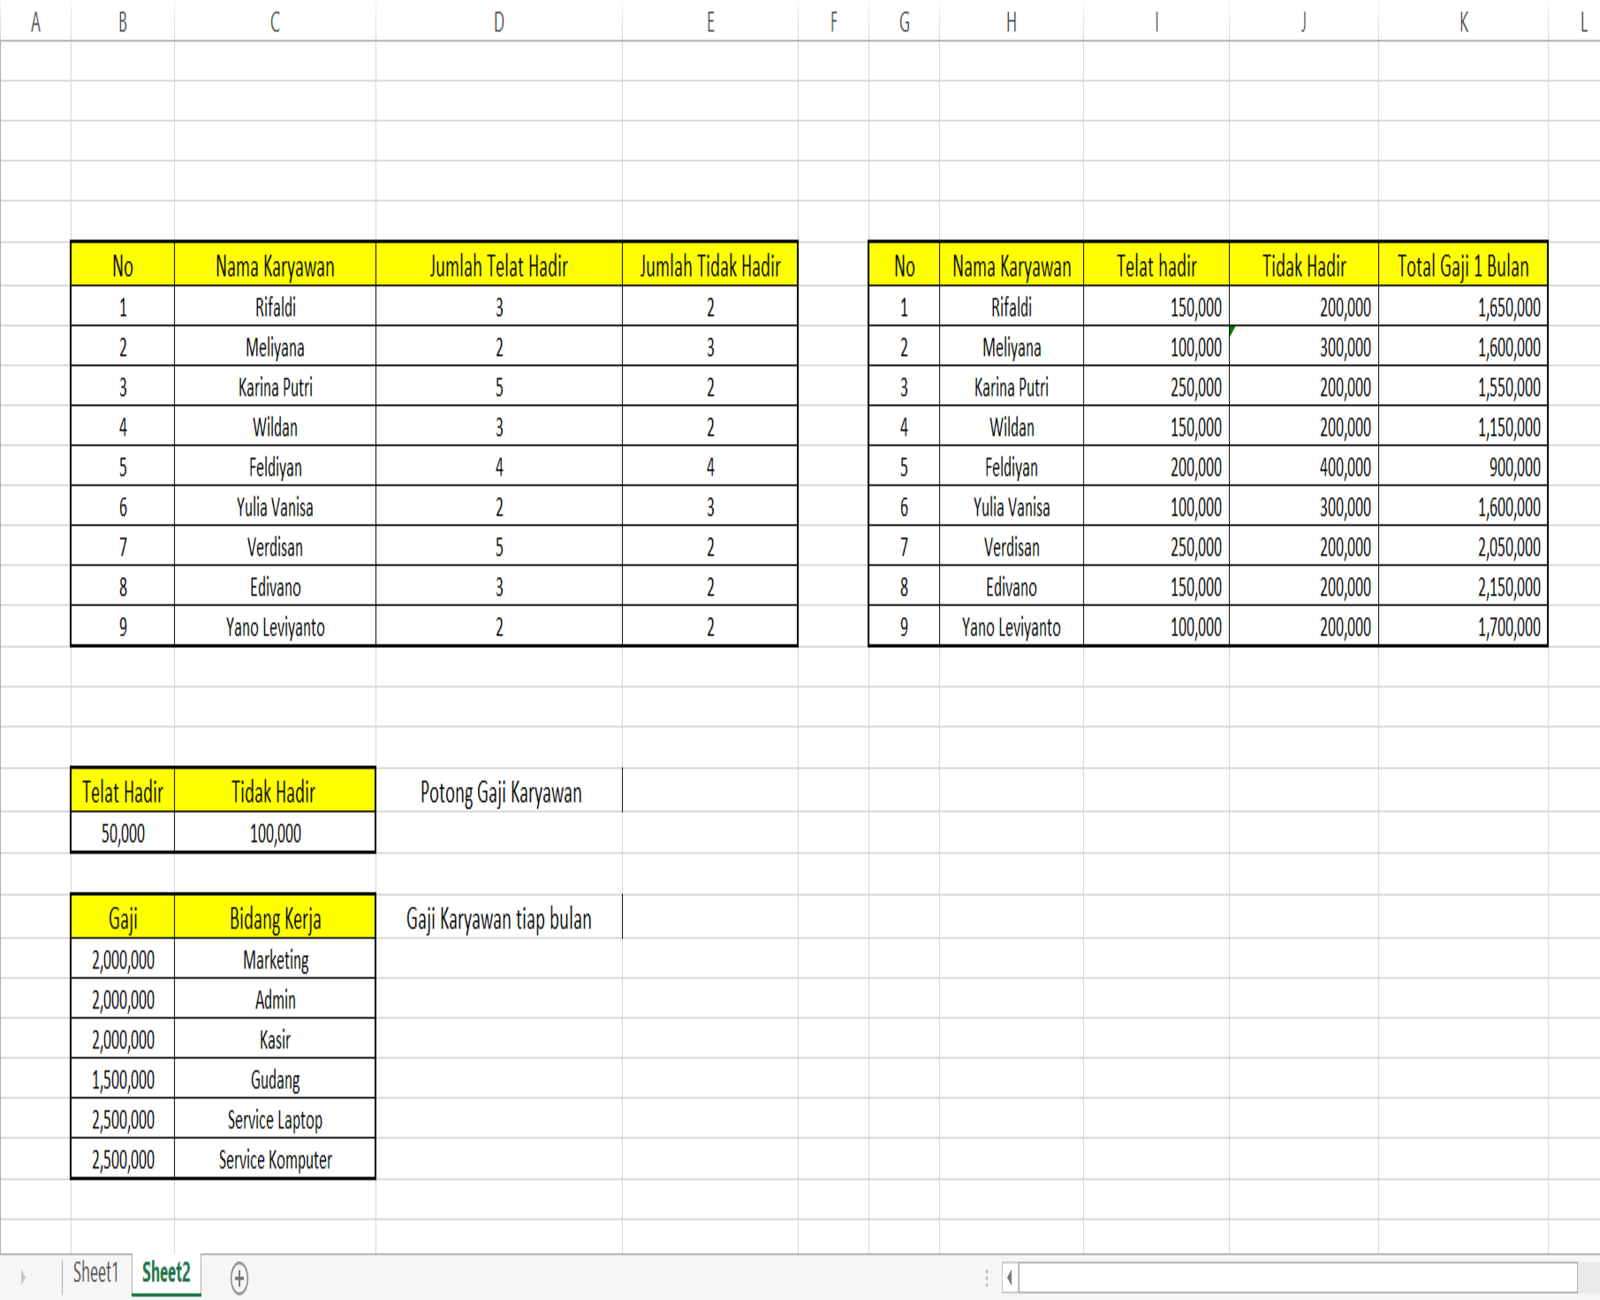 A B C D E F G H I J K L
No Nama Karyawan Jumlah Telat Hadir Jumlah Tidak Hadir No Nama Karyawan Telat hadir Tidak Hadir Total Gaji 1 Bulan
1 Rifaldi 3 2 1 Rifaldi 150,000 200,000 1,650,000
2 Meliyana 2 3 2 Meliyana 100,000 300,000 1,600,000
3 Karina Putri 5 2 3 Karina Putri 250,000 200,000 1,550,000
4 Wildan 3 2 4 Wildan 150,000 200,000 1,150,000
5 Feldiyan 4 4 5 Feldiyan 200,000 400,000 900,000
6 Yulia Vanisa 2 3 6 Yulia Vanisa 100,000 300,000 1,600,000
7 Verdisan 5 2 7 Verdisan 250,000 200,000 2,050,000
8 Edivano 3 2 8 Edivano 150,000 200,000 2,150,000
9 Yano Leviyanto 2 2 9 Yano Leviyanto 100,000 200,000 1,700,000
Telat Hadir Tidak Hadir Potong Gaji Karyawan
50,000 100,000
Gaji Bidang Kerja Gaji Karyawan tiap bulan
2,000,000 Marketing
2,000,000 Admin
2,000,000 Kasir
1,500,000 Gudang
2,500,000 Service Laptop
2,500,000 Service Komputer
Sheet1 Sheet2